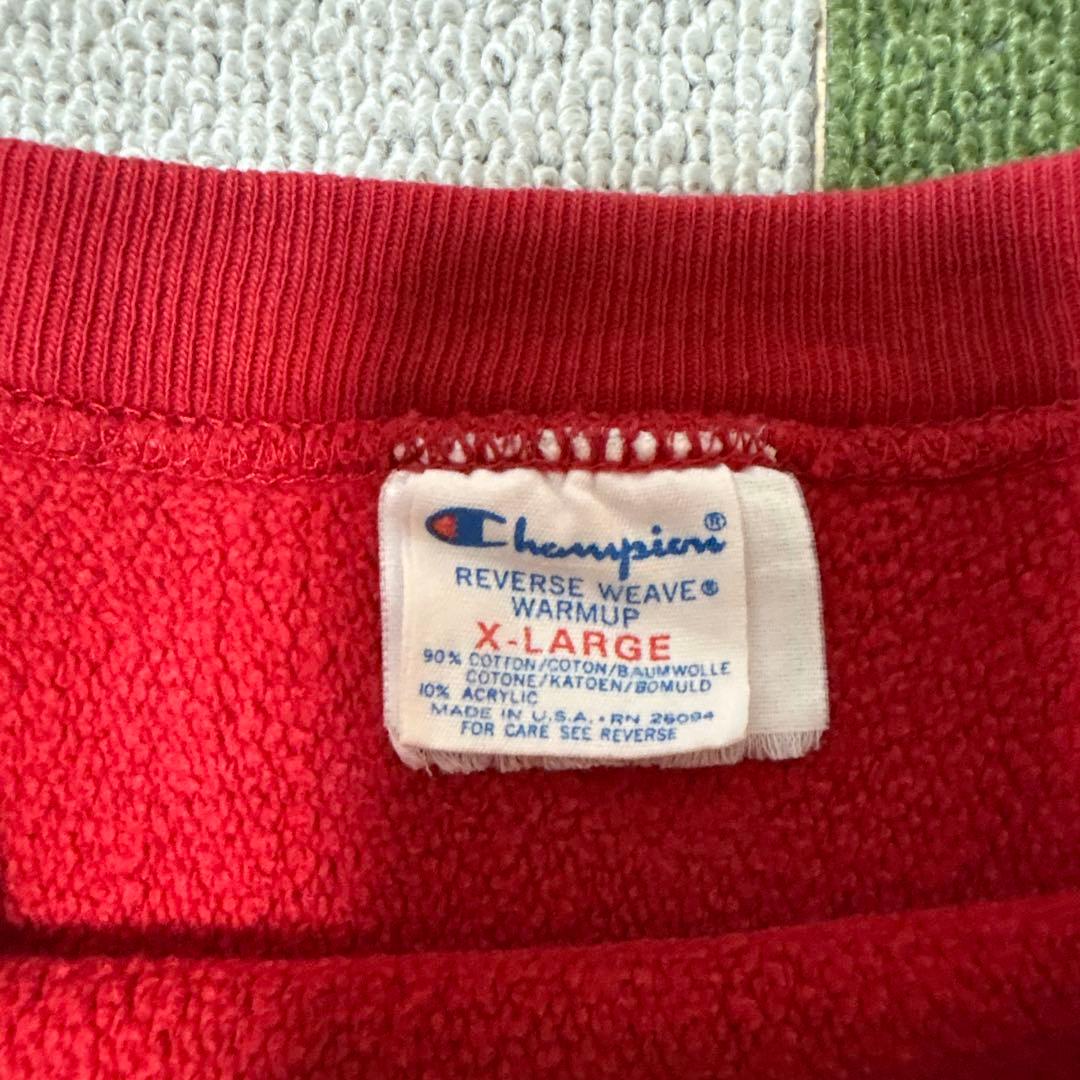 Champion®
REVERSE WEAVE®
WARMUP
X-LARGE
90% COTTON/COTON/BAUMWOLLE
COTONE/KATOEN/BOMULD
10% ACRYLIC
MADE IN U.S.A. • RN 26094
FOR CARE SEE REVERSE